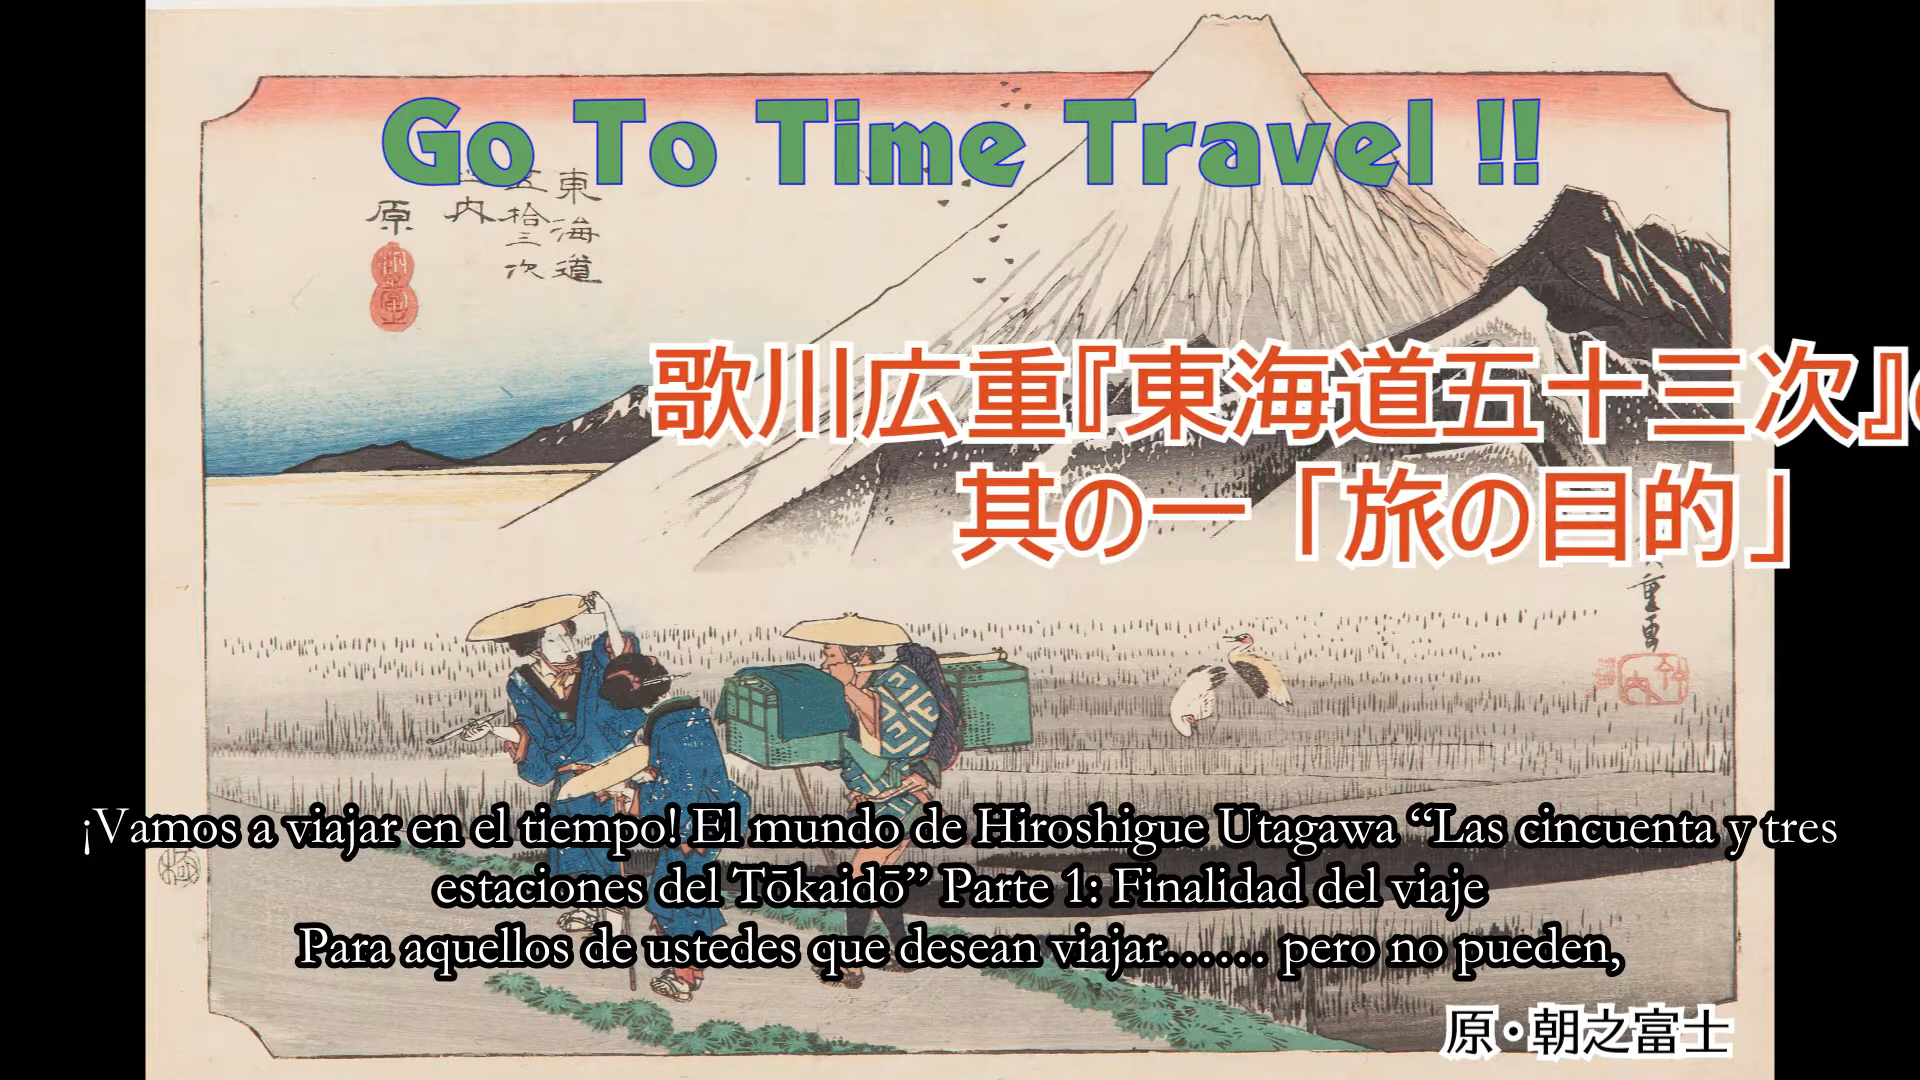 Go To Time Travel !!
東海道
五拾三次
之内
原
歌川広重『東海道五十三次』
其の一「旅の目的」
重画
¡Vamos a viajar en el tiempo! El mundo de Hiroshigue Utagawa “Las cincuenta y tres
estaciones del Tōkaidō” Parte 1: Finalidad del viaje
Para aquellos de ustedes que desean viajar…… pero no pueden,
原・朝之富士